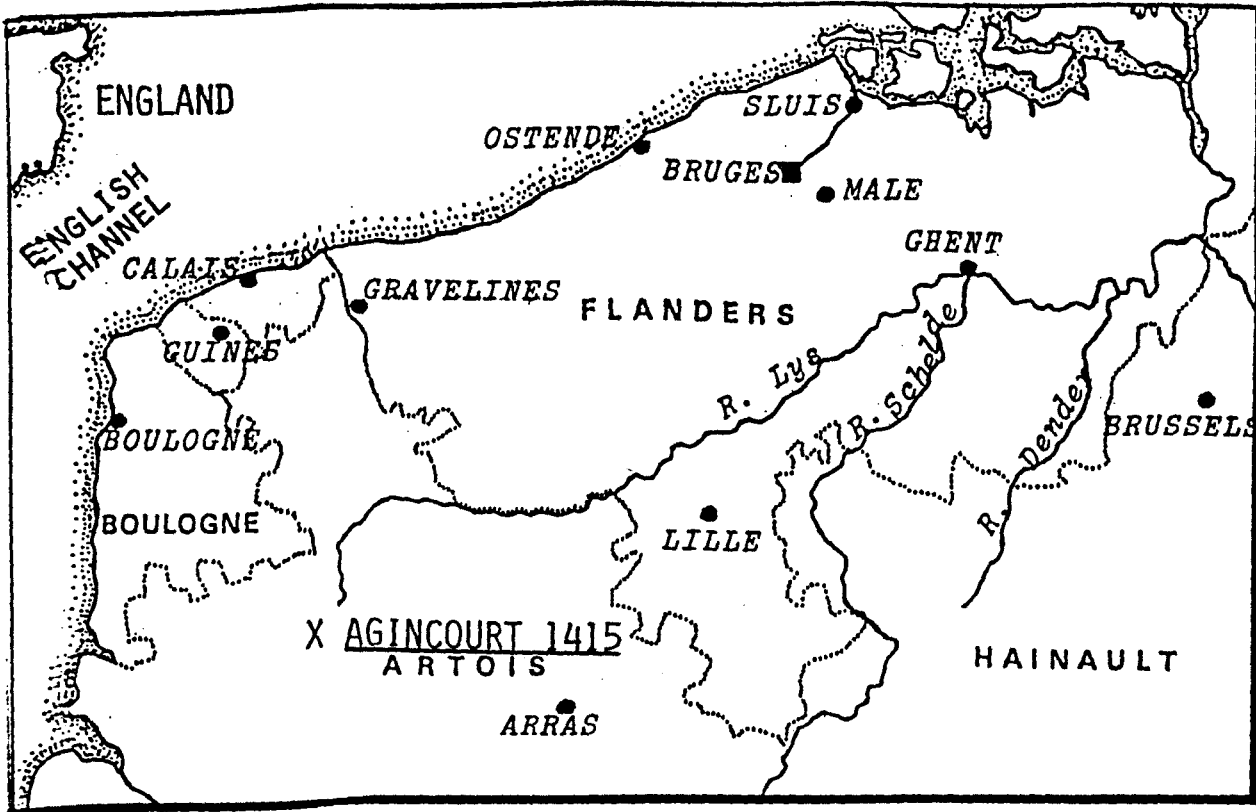 ENGLAND
SLUIS
OSTENDE
BRUGES
MALE
ENGLISH
CHANNEL
GHENT
CALAIS
GRAVELINES
FLANDERS
GUINES
R. Lys
R. Schelde
R. Dender
BRUSSELS
BOULOGNE
BOULOGNE
LILLE
X AGINCOURT 1415
ARTOIS
HAINAULT
ARRAS